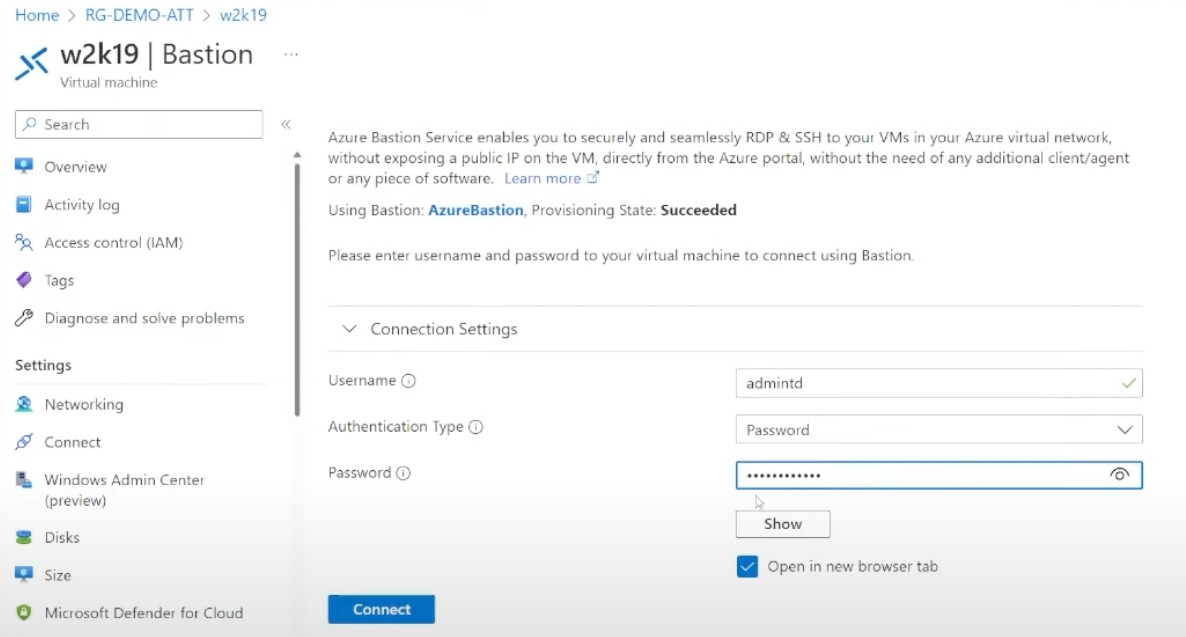 Home > RG-DEMO-ATT > w2k19
w2k19 | Bastion ...
Virtual machine
Search
«
Overview
Activity log
Access control (IAM)
Tags
Diagnose and solve problems
Settings
Networking
Connect
Windows Admin Center
(preview)
Disks
Size
Microsoft Defender for Cloud
Azure Bastion Service enables you to securely and seamlessly RDP & SSH to your VMs in your Azure virtual network,
without exposing a public IP on the VM, directly from the Azure portal, without the need of any additional client/agent
or any piece of software. Learn more
Using Bastion: AzureBastion, Provisioning State: Succeeded
Please enter username and password to your virtual machine to connect using Bastion.
Connection Settings
Username
admintd
Authentication Type
Password
Password
••••••••••••
Show
Open in new browser tab
Connect